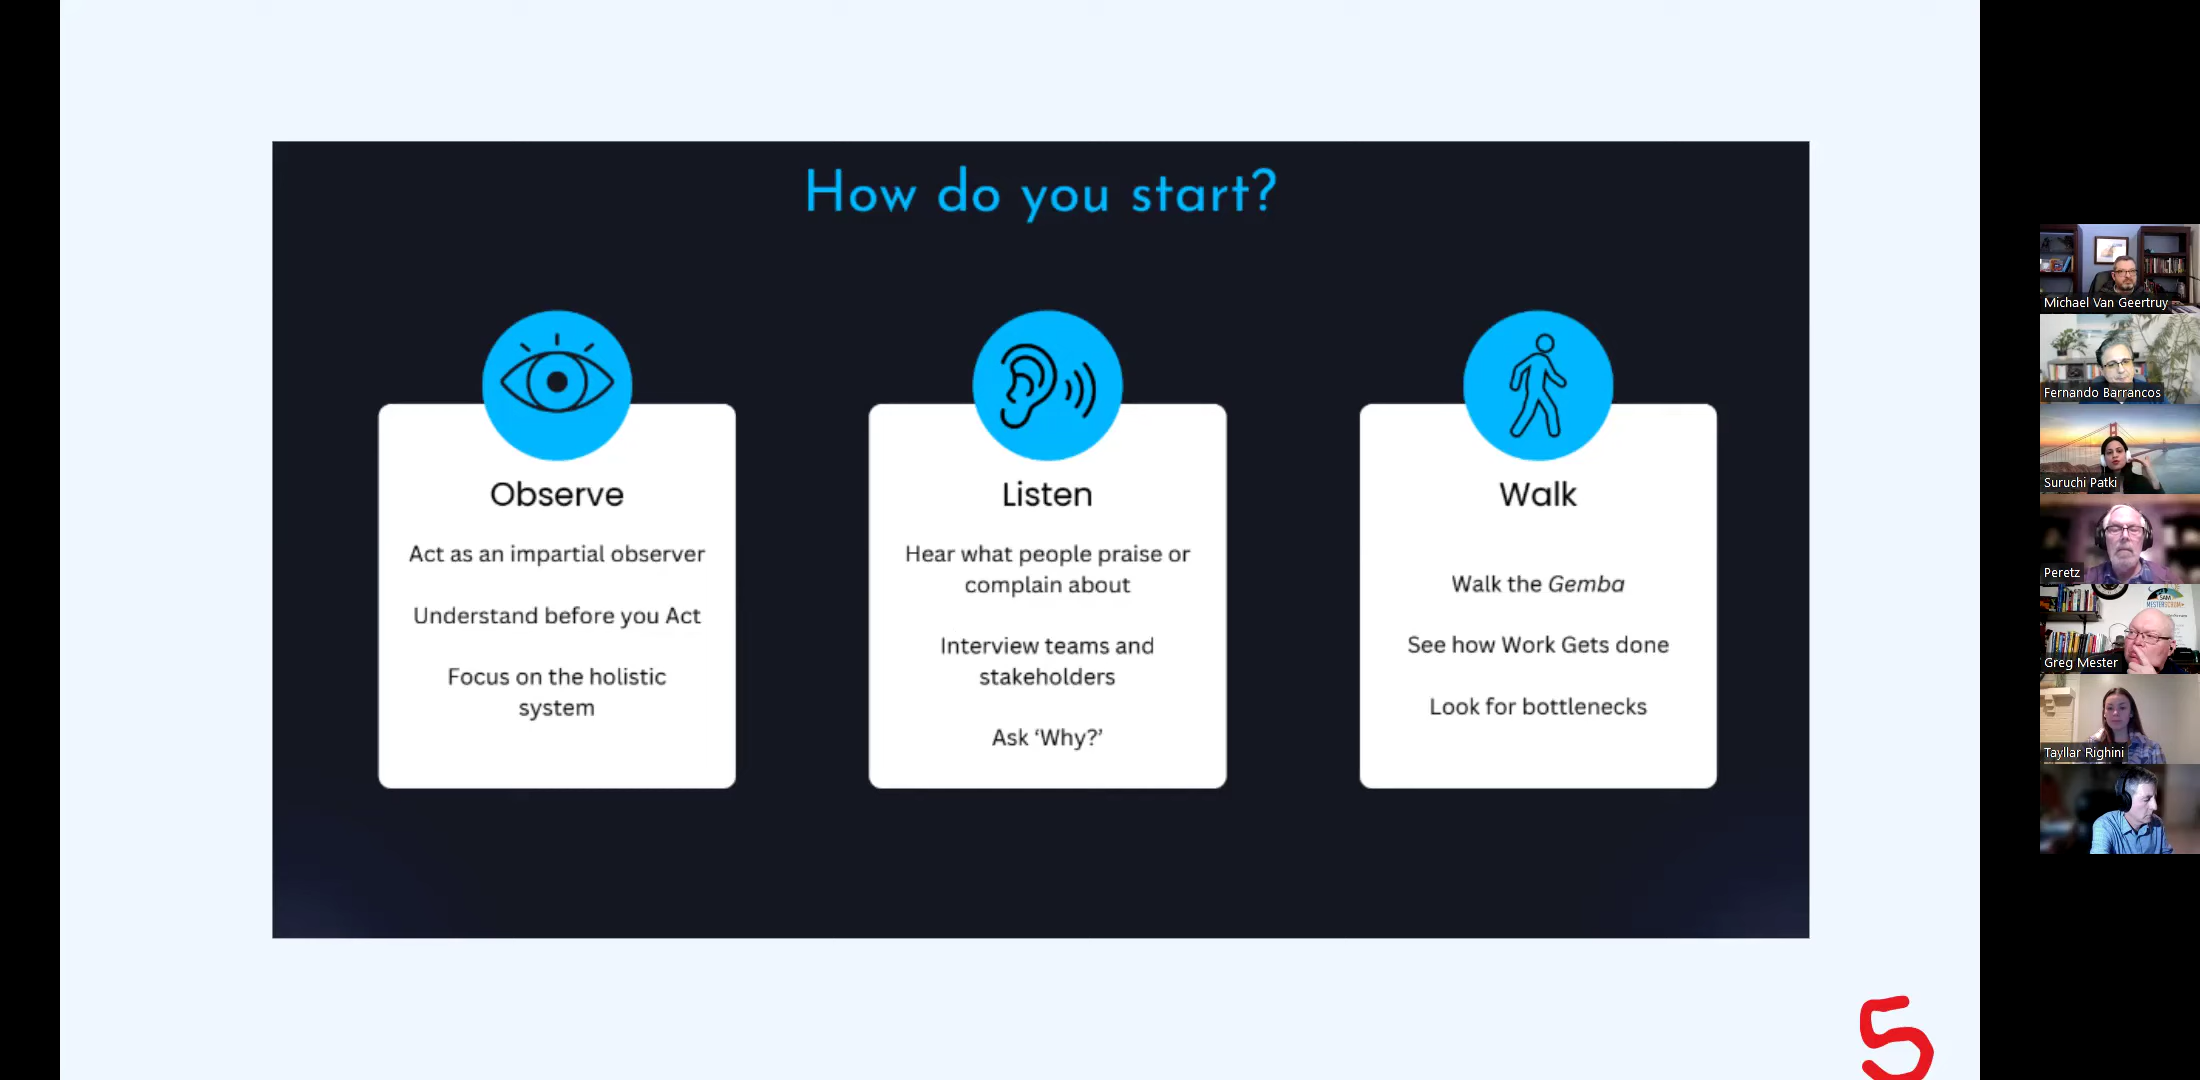 How do you start?
Observe
Act as an impartial observer
Understand before you Act
Focus on the holistic
system
Listen
Hear what people praise or
complain about
Interview teams and
stakeholders
Ask ‘Why?’
Walk
Walk the Gemba
See how Work Gets done
Look for bottlenecks
Michael Van Geertruy
Fernando Barrancos
Suruchi Patki
Peretz
SAM
Greg Mester
Tayllar Righini
5